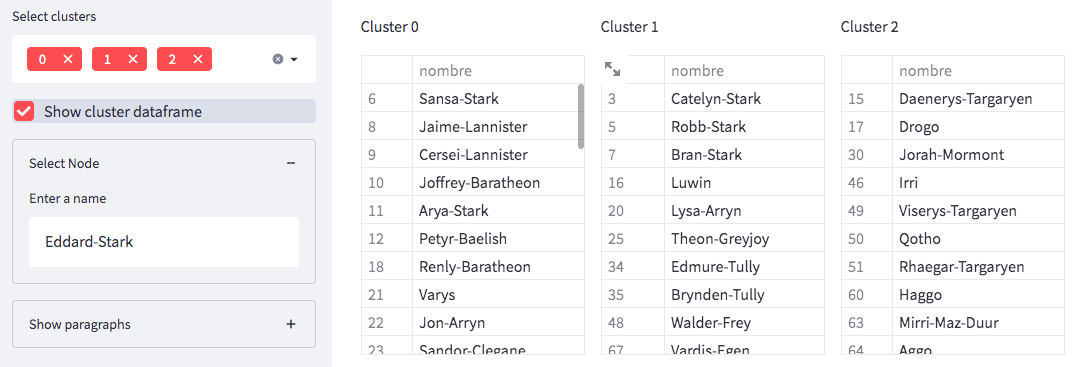 Select clusters
0 1 2
Show cluster dataframe
Select Node
Enter a name
Eddard-Stark
Show paragraphs
Cluster 0
nombre
6 Sansa-Stark
8 Jaime-Lannister
9 Cersei-Lannister
10 Joffrey-Baratheon
11 Arya-Stark
12 Petyr-Baelish
18 Renly-Baratheon
21 Varys
22 Jon-Arryn
23 Sandor-Clegane
Cluster 1
nombre
3 Catelyn-Stark
5 Robb-Stark
7 Bran-Stark
16 Luwin
20 Lysa-Arryn
25 Theon-Greyjoy
34 Edmure-Tully
35 Brynden-Tully
48 Walder-Frey
67 Vardis-Egen
Cluster 2
nombre
15 Daenerys-Targaryen
17 Drogo
30 Jorah-Mormont
46 Irri
49 Viserys-Targaryen
50 Qotho
51 Rhaegar-Targaryen
60 Haggo
63 Mirri-Maz-Duur
64 Aggo